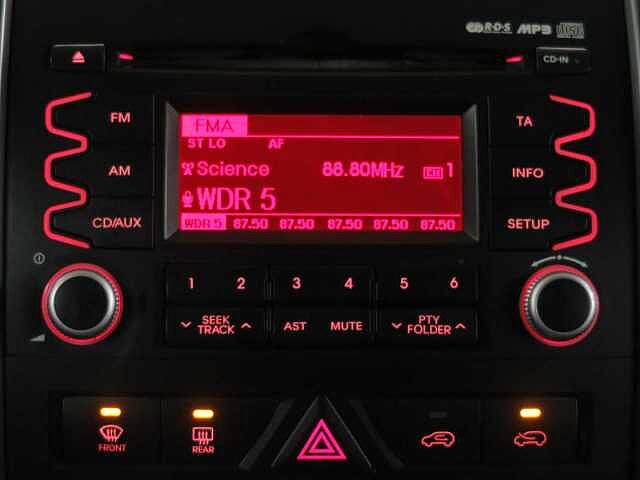 R·D·S MP3
CD-IN
FM
AM
CD/AUX
FMA
ST LO AF
Science 88.80MHz CH 1
WDR 5
WDR 5 87.50 87.50 87.50 87.50 87.50
TA
INFO
SETUP
1 2 3 4 5 6
SEEK
TRACK
AST MUTE
PTY
FOLDER
FRONT
REAR